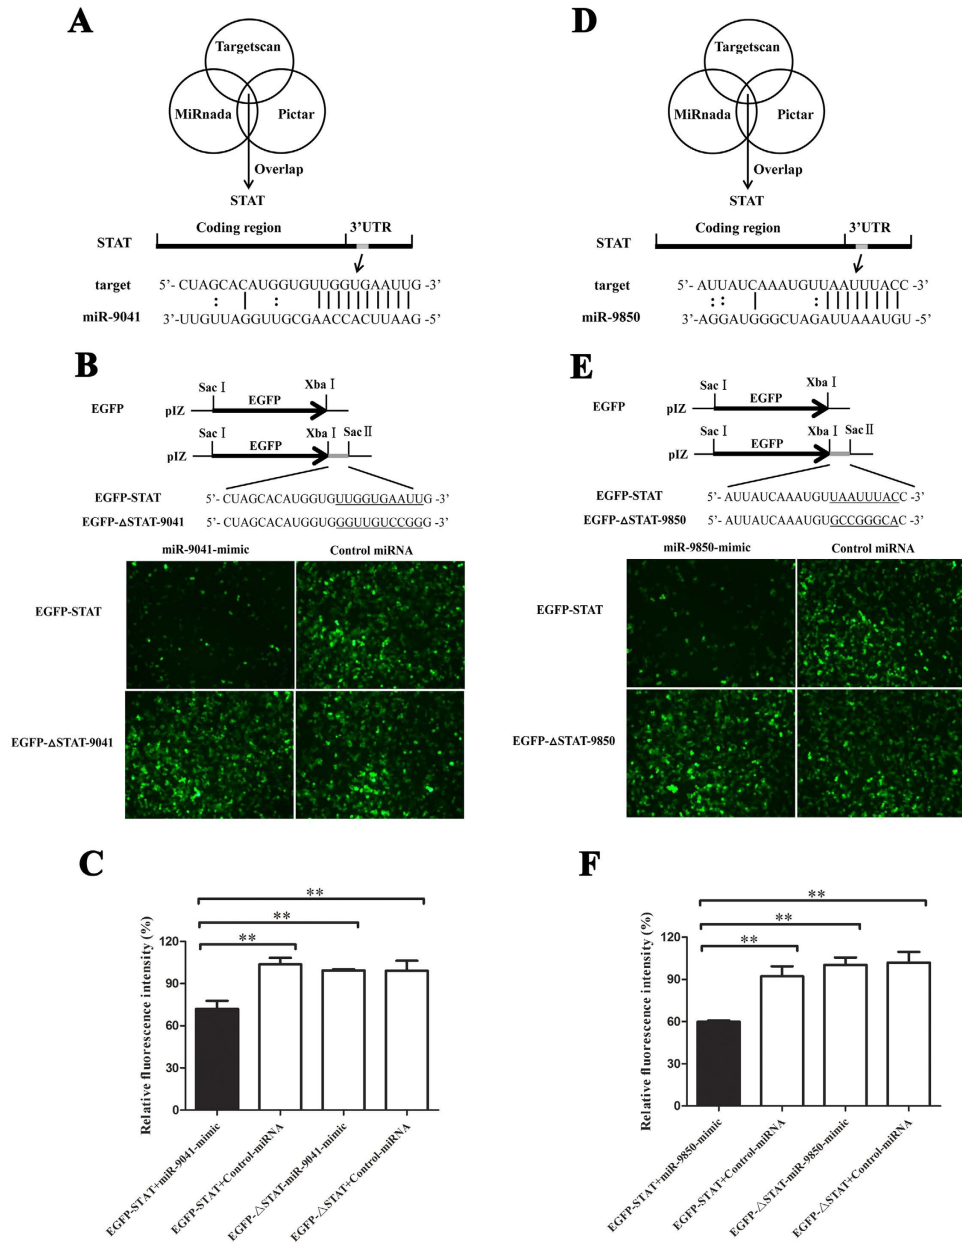 A
Targetscan
MiRnada
Pictar
Overlap
STAT
Coding region
3’UTR
STAT
target
5’- CUAGCACAUGGUGUUGGUGAAUUG -3’
miR-9041
3’-UUGUUAGGUUGCGAACCACUUAAG -5’
B
EGFP
pIZ
Sac I
EGFP
Xba I
pIZ
Sac I
EGFP
Xba I
Sac II
EGFP-STAT
5’- CUAGCACAUGGUGUUGGUGAAUUG -3’
EGFP-ΔSTAT-9041
5’- CUAGCACAUGGUGGGUUGUCCGGG -3’
miR-9041-mimic
Control miRNA
EGFP-STAT
EGFP-ΔSTAT-9041
C
Relative fluorescence intensity (%)
120
90
60
30
0
**
**
**
EGFP-STAT+miR-9041-mimic
EGFP-STAT+Control-miRNA
EGFP-△STAT-miR-9041-mimic
EGFP-△STAT+Control-miRNA
D
Targetscan
MiRnada
Pictar
Overlap
STAT
Coding region
3’UTR
STAT
target
5’- AUUAUCAAAUGUUAAUUUACC -3’
miR-9850
3’-AGGAUGGGCUAGAUUAAAUGU -5’
E
EGFP
pIZ
Sac I
EGFP
Xba I
pIZ
Sac I
EGFP
Xba I
Sac II
EGFP-STAT
5’- AUUAUCAAAUGUUAAUUUACC -3’
EGFP-ΔSTAT-9850
5’- AUUAUCAAAUGUGCCGGGCAC -3’
miR-9850-mimic
Control miRNA
EGFP-STAT
EGFP-ΔSTAT-9850
F
Relative fluorescence intensity (%)
120
90
60
30
0
**
**
**
EGFP-STAT+miR-9850-mimic
EGFP-STAT+Control-miRNA
EGFP-△STAT-miR-9850-mimic
EGFP-△STAT+Control-miRNA